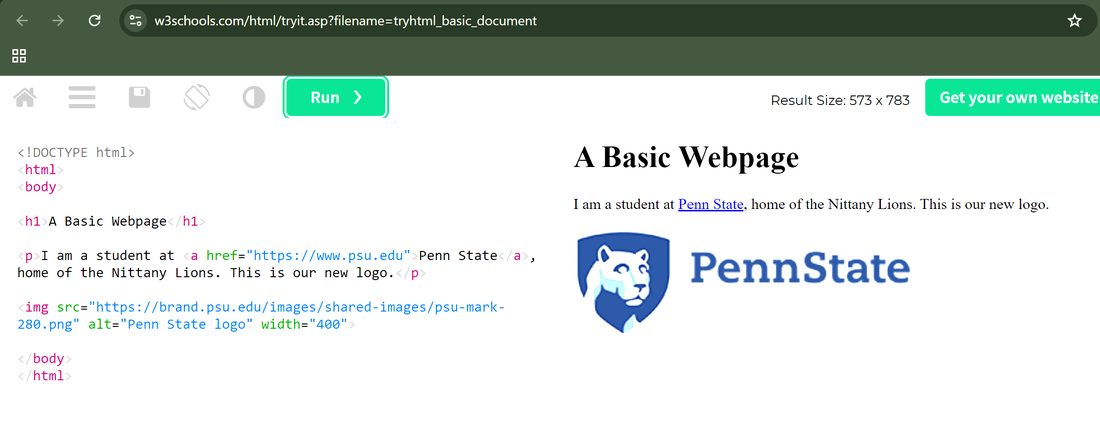 w3schools.com/html/tryit.asp?filename=tryhtml_basic_document
Run
Result Size: 573 x 783
Get your own website
<!DOCTYPE html>
<html>
<body>
<h1>A Basic Webpage</h1>
<p>I am a student at <a href="https://www.psu.edu">Penn State</a>,
home of the Nittany Lions. This is our new logo.</p>
<img src="https://brand.psu.edu/images/shared-images/psu-mark-
280.png" alt="Penn State logo" width="400">
</body>
</html>
A Basic Webpage
I am a student at Penn State, home of the Nittany Lions. This is our new logo.
PennState